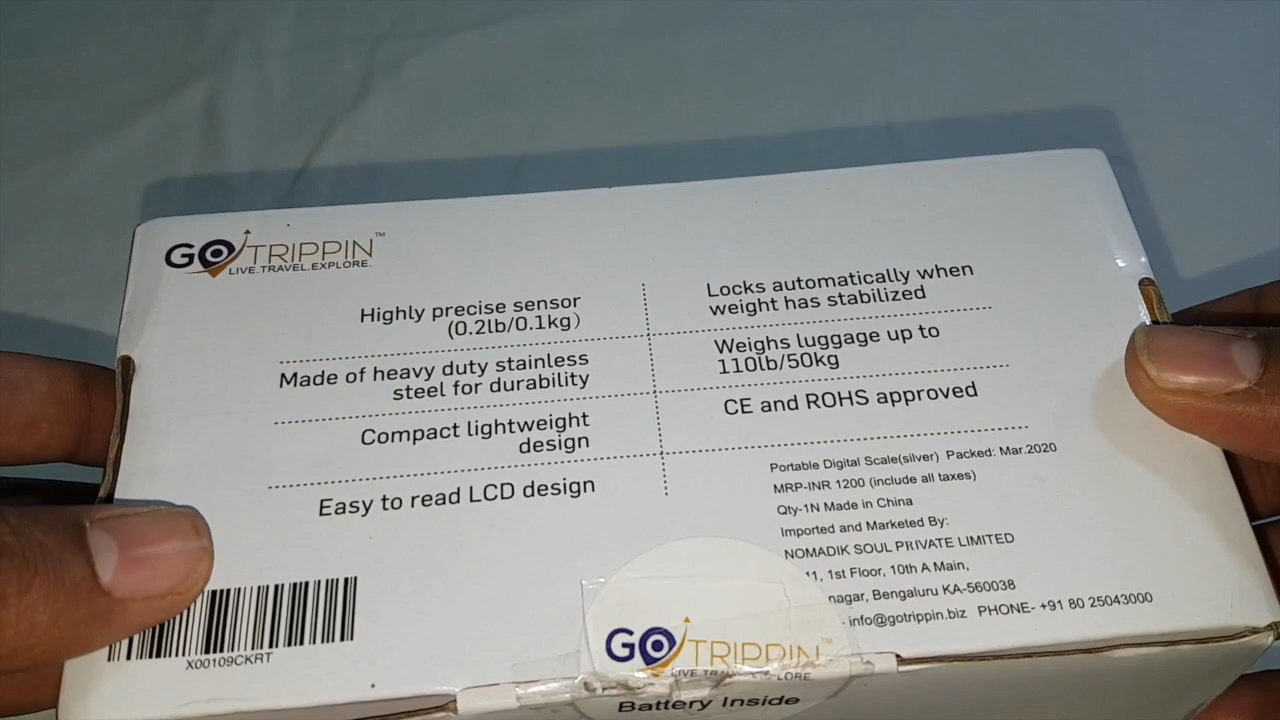 GO TRIPPIN™
LIVE.TRAVEL.EXPLORE.
Highly precise sensor
(0.2lb/0.1kg)
Made of heavy duty stainless
steel for durability
Compact lightweight
design
Easy to read LCD design
Locks automatically when
weight has stabilized
Weighs luggage up to
110lb/50kg
CE and ROHS approved
Portable Digital Scale(silver) Packed: Mar.2020
MRP-INR 1200 (include all taxes)
Qty-1N Made in China
Imported and Marketed By:
NOMADIK SOUL PRIVATE LIMITED
11, 1st Floor, 10th A Main,
nagar, Bengaluru KA-560038
- info@gotrippin.biz PHONE- +91 80 25043000
X00109CKRT
GO TRIPPIN™
LIVE.
Battery Inside